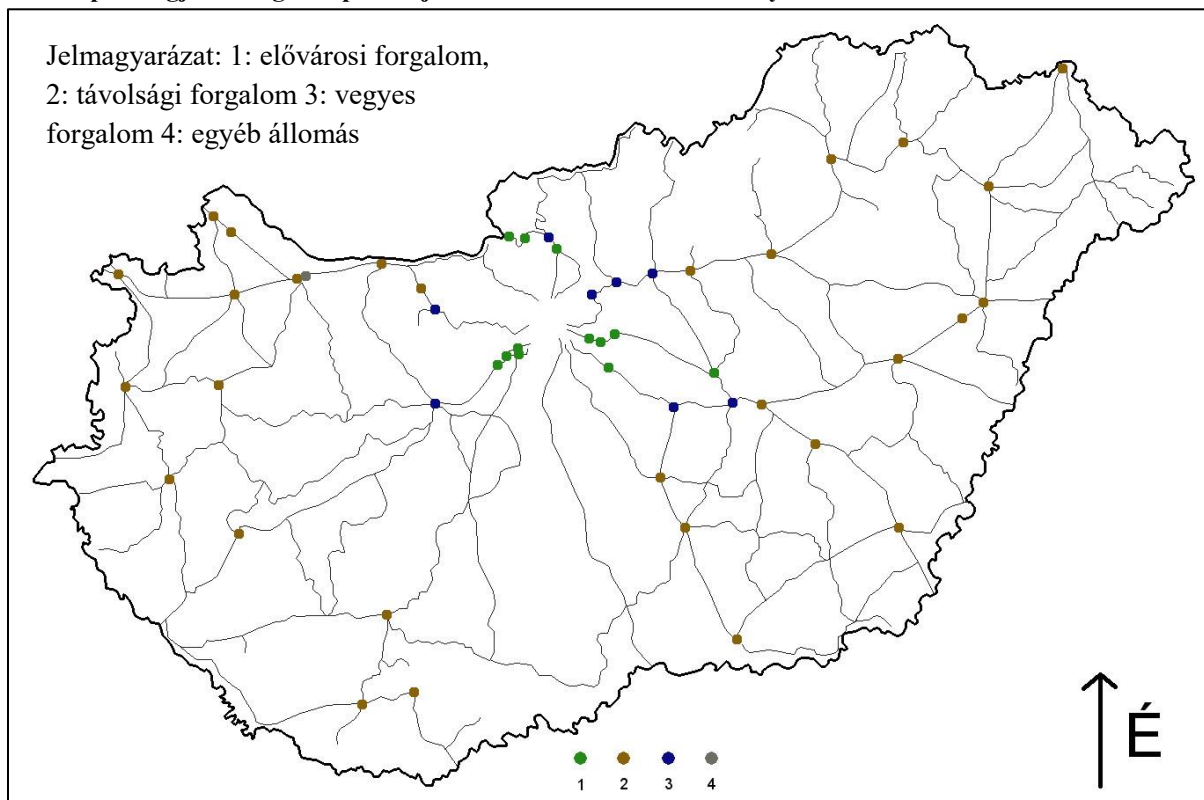 Jelmagyarázat: 1: elővárosi forgalom,
2: távolsági forgalom 3: vegyes
forgalom 4: egyéb állomás
É
1 2 3 4